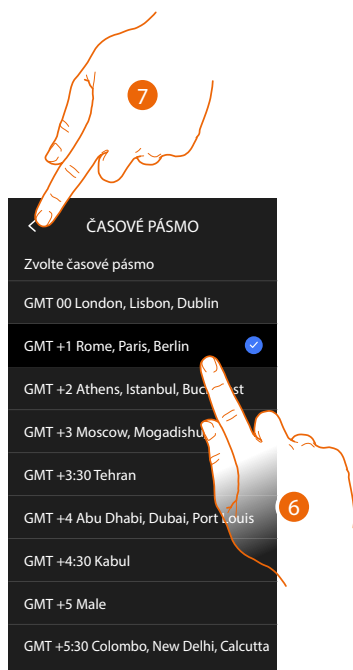 7
ČASOVÉ PÁSMO
Zvolte časové pásmo
GMT 00 London, Lisbon, Dublin
GMT +1 Rome, Paris, Berlin
GMT +2 Athens, Istanbul,
GMT +3 Moscow, Mogadishu
GMT +3:30 Tehran
GMT +4 Abu Dhabi, Dubai, Port Louis
6
GMT +4:30 Kabul
GMT +5 Male
GMT +5:30 Colombo, New Delhi, Calcutta